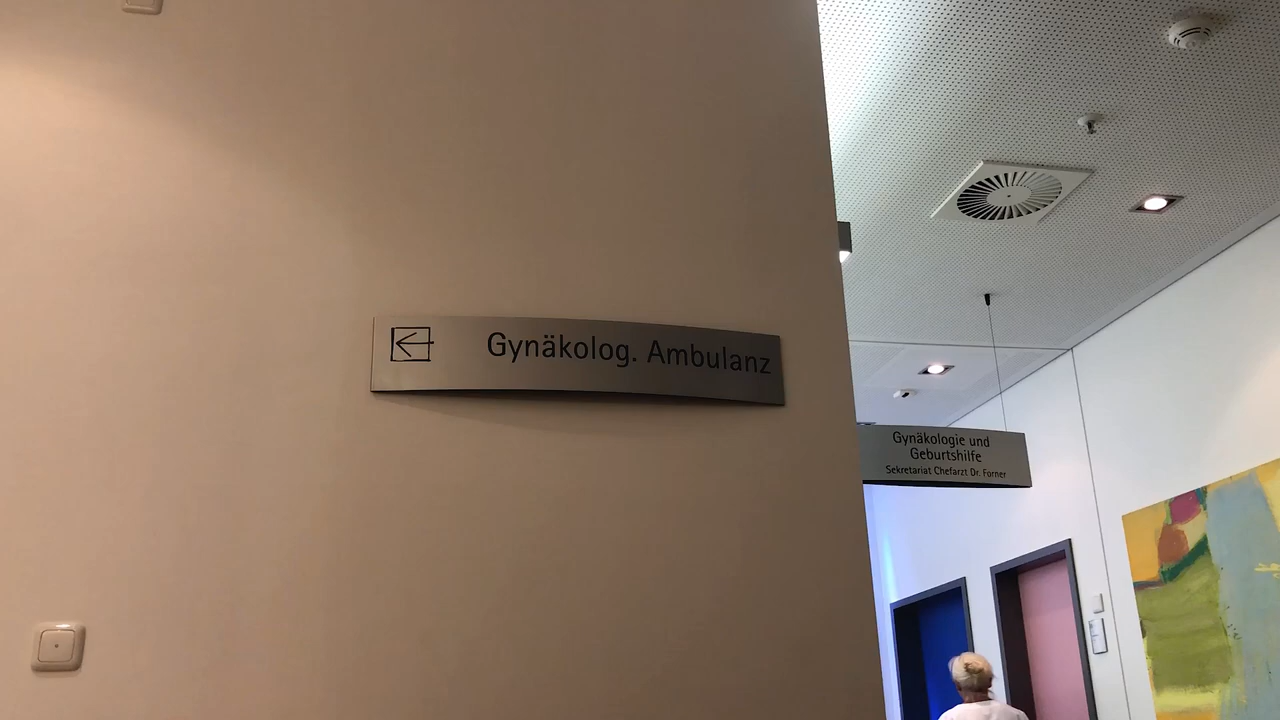 Gynäkolog. Ambulanz
Gynäkologie und
Geburtshilfe
Sekretariat Chefarzt Dr. Forner